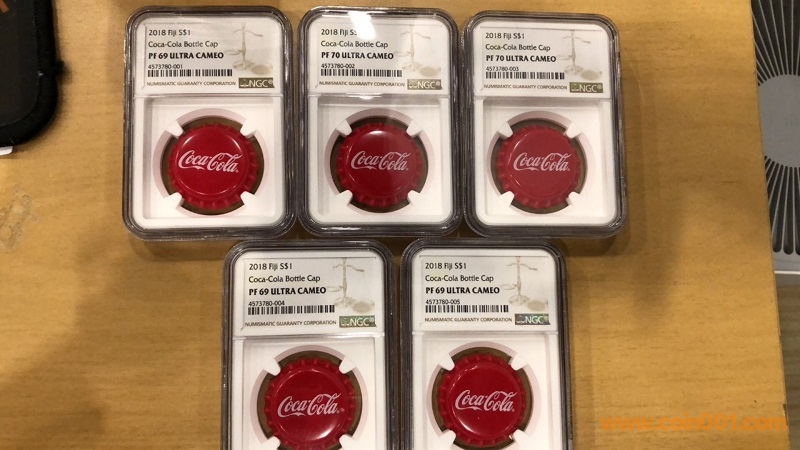 2018 Fiji S$1
Coca-Cola Bottle Cap
PF 69 ULTRA CAMEO
4573780-001
NUMISMATIC GUARANTY CORPORATION
NGC
Coca-Cola
2018 Fiji S$1
Coca-Cola Bottle Cap
PF 70 ULTRA CAMEO
4573780-002
NUMISMATIC GUARANTY CORPORATION
NGC
Coca-Cola
2018 Fiji S$1
Coca-Cola Bottle Cap
PF 70 ULTRA CAMEO
4573780-003
NUMISMATIC GUARANTY CORPORATION
NGC
Coca-Cola
2018 Fiji S$1
Coca-Cola Bottle Cap
PF 69 ULTRA CAMEO
4573780-004
NUMISMATIC GUARANTY CORPORATION
NGC
Coca-Cola
2018 Fiji S$1
Coca-Cola Bottle Cap
PF 69 ULTRA CAMEO
4573780-005
NUMISMATIC GUARANTY CORPORATION
NGC
Coca-Cola